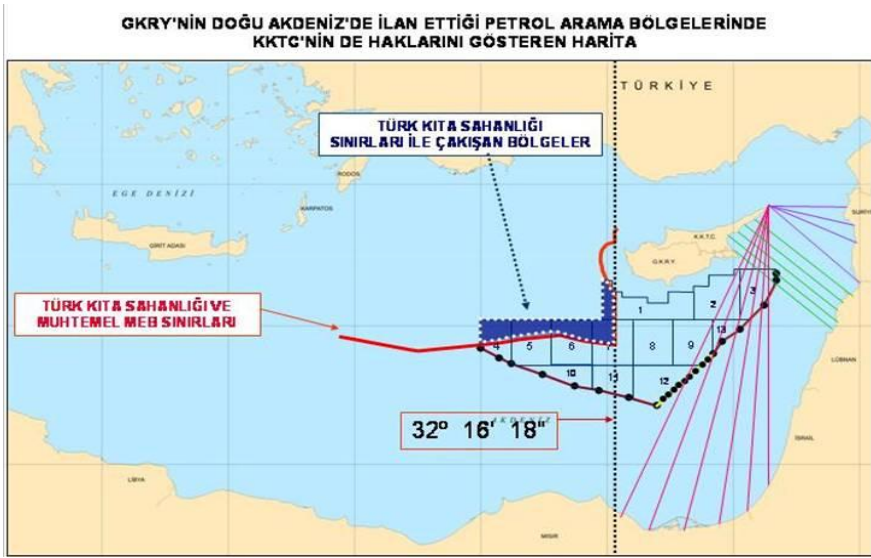 GKRY'NİN DOĞU AKDENİZ'DE İLAN ETTİĞİ PETROL ARAMA BÖLGELERİNDE
KKTC'NİN DE HAKLARINI GÖSTEREN HARİTA
TÜRKİYE
TÜRK KITA SAHANLIĞI
SINIRLARI İLE ÇAKIŞAN BÖLGELER
RODOS
EGE DENİZİ
KARPATOS
SURİYE
GİRİT ADASI
K.K.T.C.
G.K.R.Y.
TÜRK KITA SAHANLIĞI VE
MUHTEMEL MEB SINIRLARI
1
2
3
4
5
6
7
8
9
13
10
11
12
LÜBNAN
AKDENİZ
32º 16' 18"
İSRAİL
LİBYA
MISIR